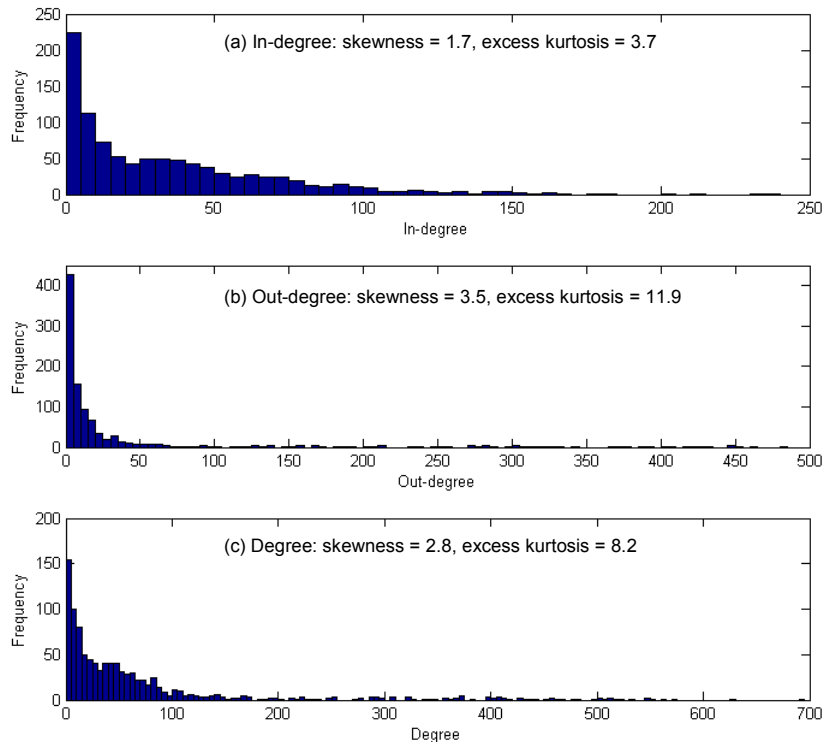 (a) In-degree: skewness = 1.7, excess kurtosis = 3.7
Frequency
250
200
150
100
50
0
0 50 100 150 200 250
In-degree
(b) Out-degree: skewness = 3.5, excess kurtosis = 11.9
Frequency
400
300
200
100
0
0 50 100 150 200 250 300 350 400 450 500
Out-degree
(c) Degree: skewness = 2.8, excess kurtosis = 8.2
Frequency
200
150
100
50
0
0 100 200 300 400 500 600 700
Degree